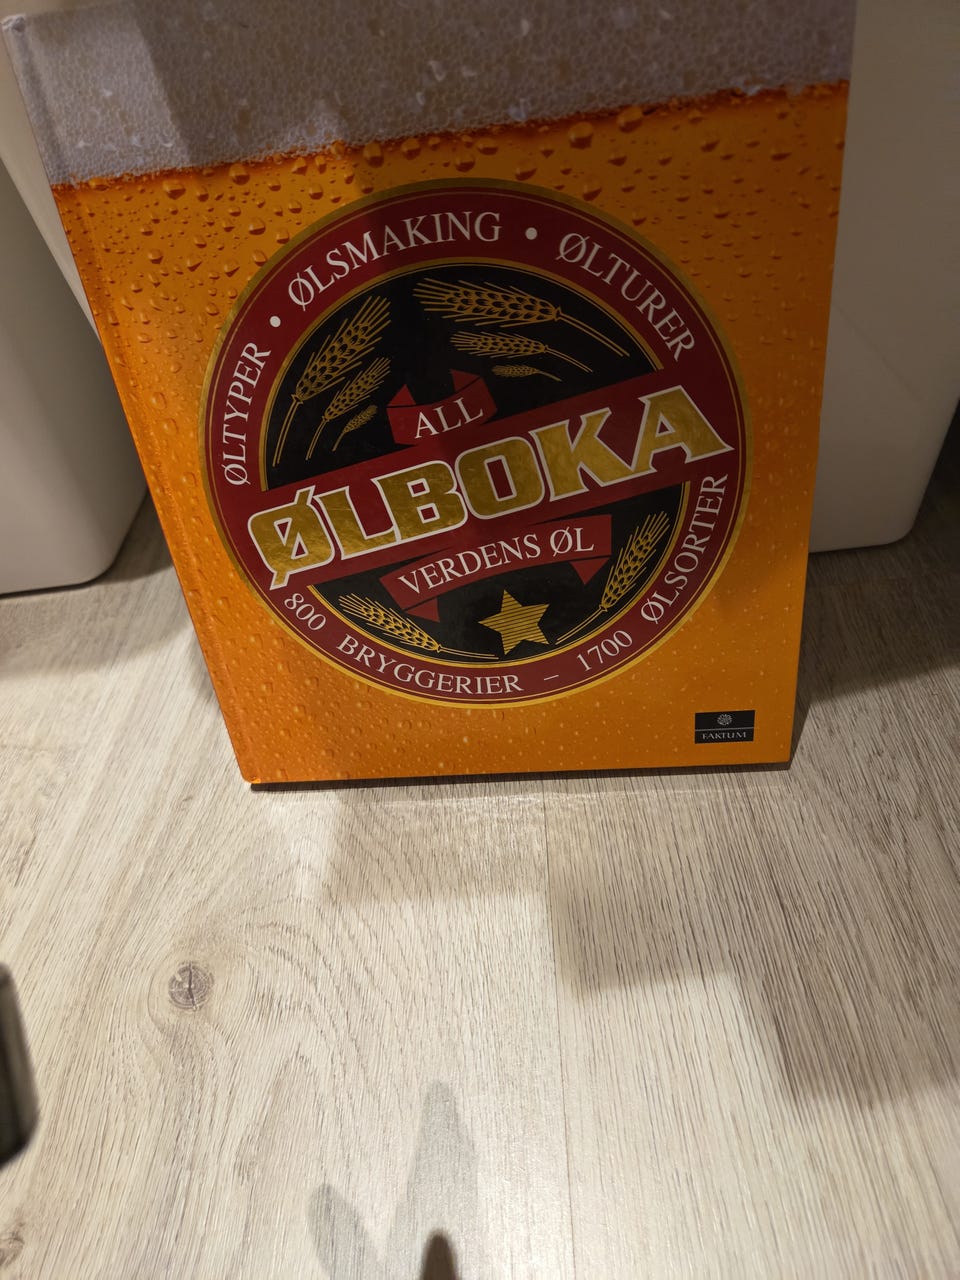 ØLTYPER • ØLSMAKING • ØLTURER
ALL
ØLBOKA
VERDENS ØL
800 BRYGGERIER – 1700 ØLSORTER
FAKTUM